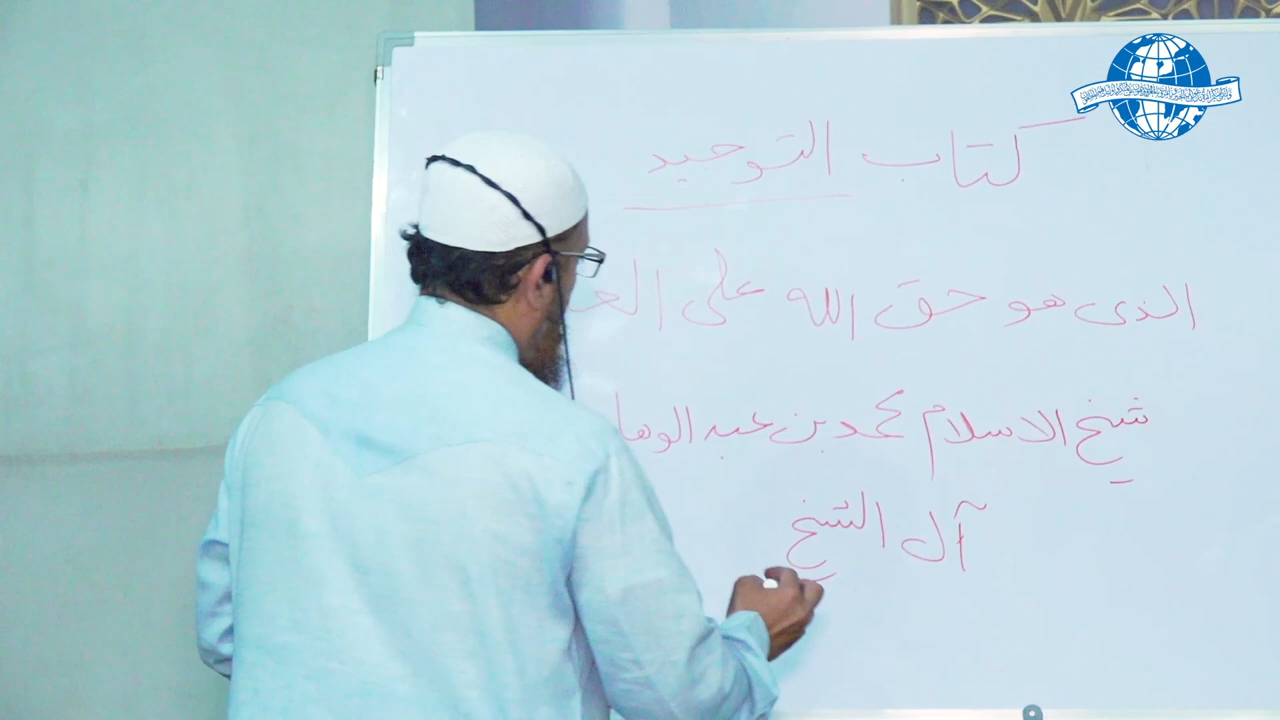 كتاب التوحيد
الذى هو حق الله على
شيخ الاسلام محمد بن عبد
آل الشيخ